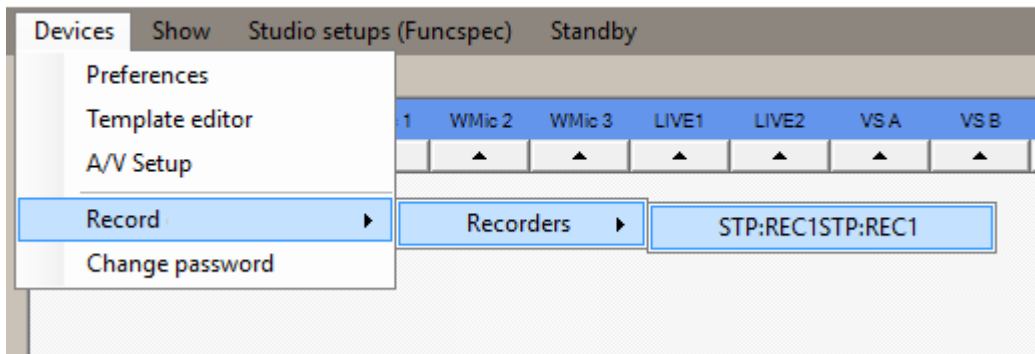 Devices Show Studio setups (Funcspec) Standby
Preferences
Template editor
1 WMic 2 WMic 3 LIVE1 LIVE2 VS A VS B
A/V Setup
Record Recorders STP:REC1STP:REC1
Change password